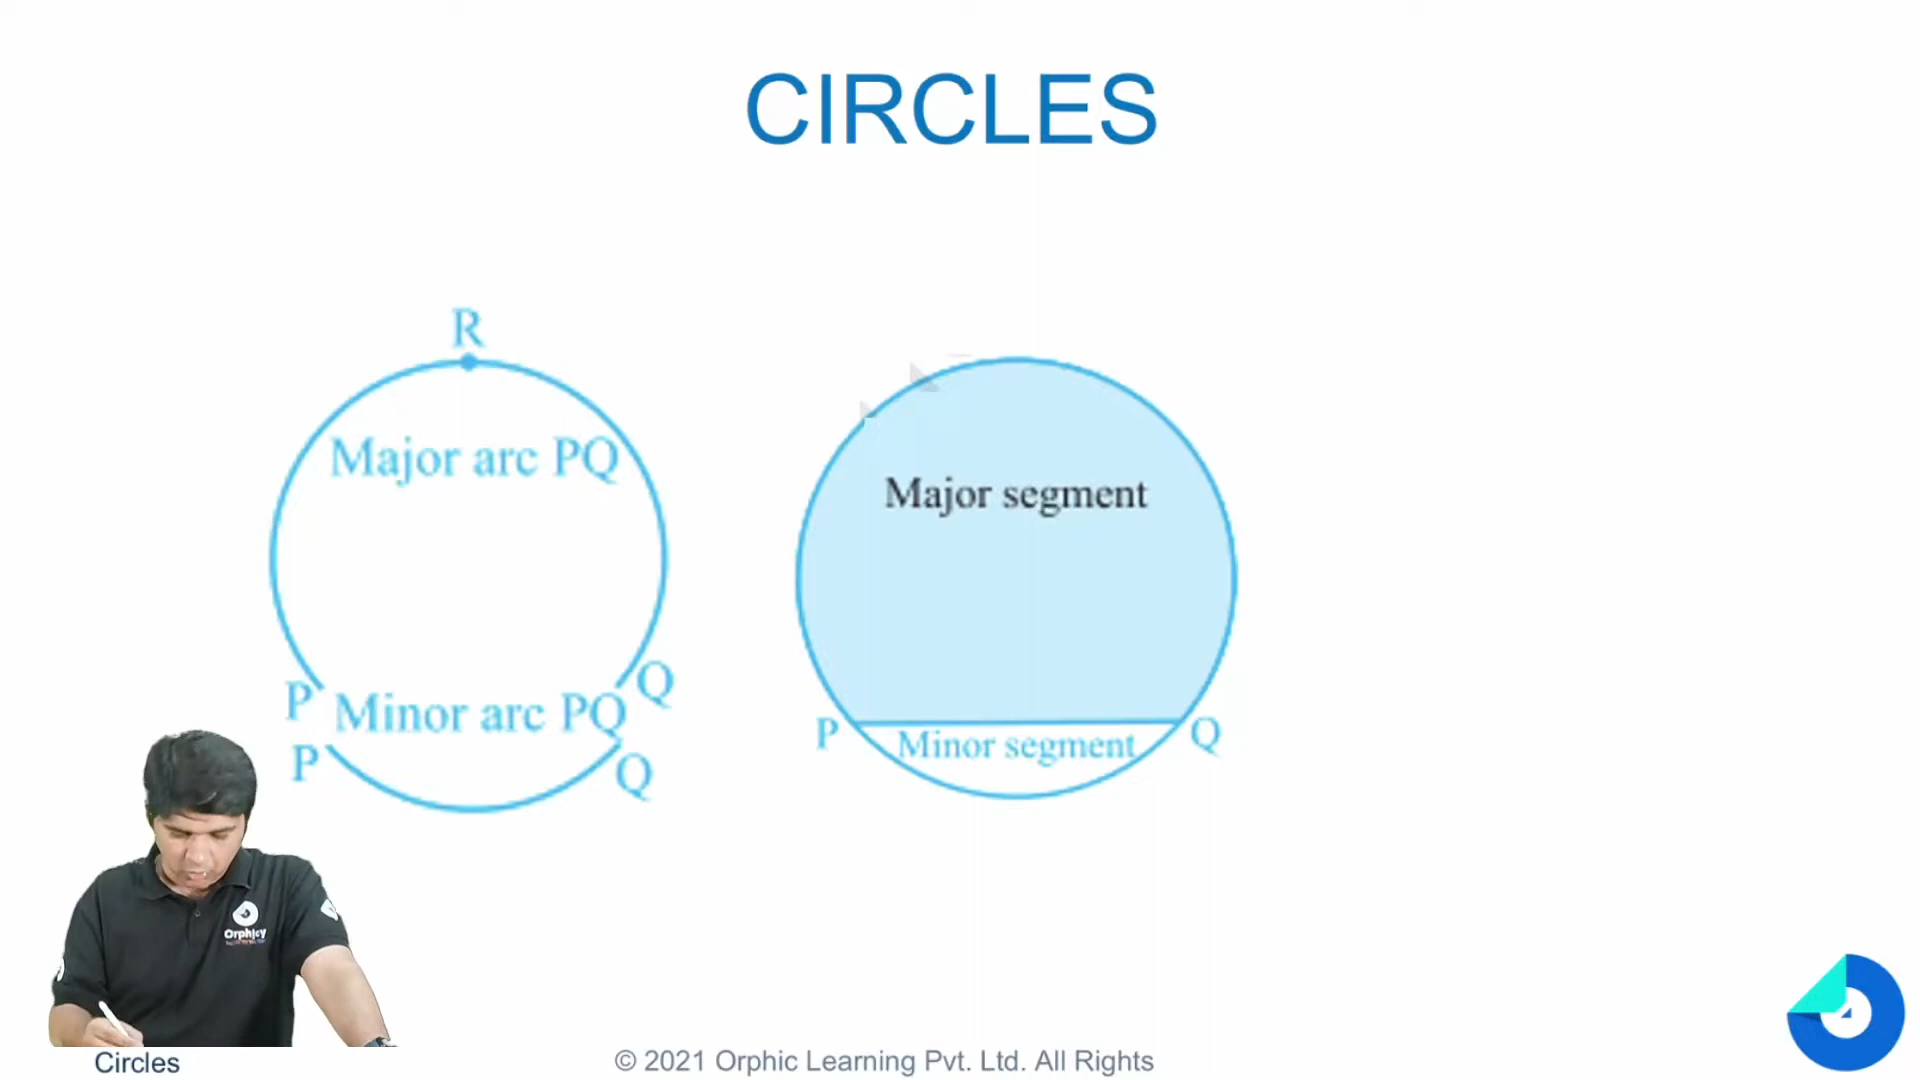 CIRCLES
R
Major arc PQ
P
Q
Minor arc PQ
P
Q
Major segment
P
Q
Minor segment
Orphicy
Circles
© 2021 Orphic Learning Pvt. Ltd. All Rights